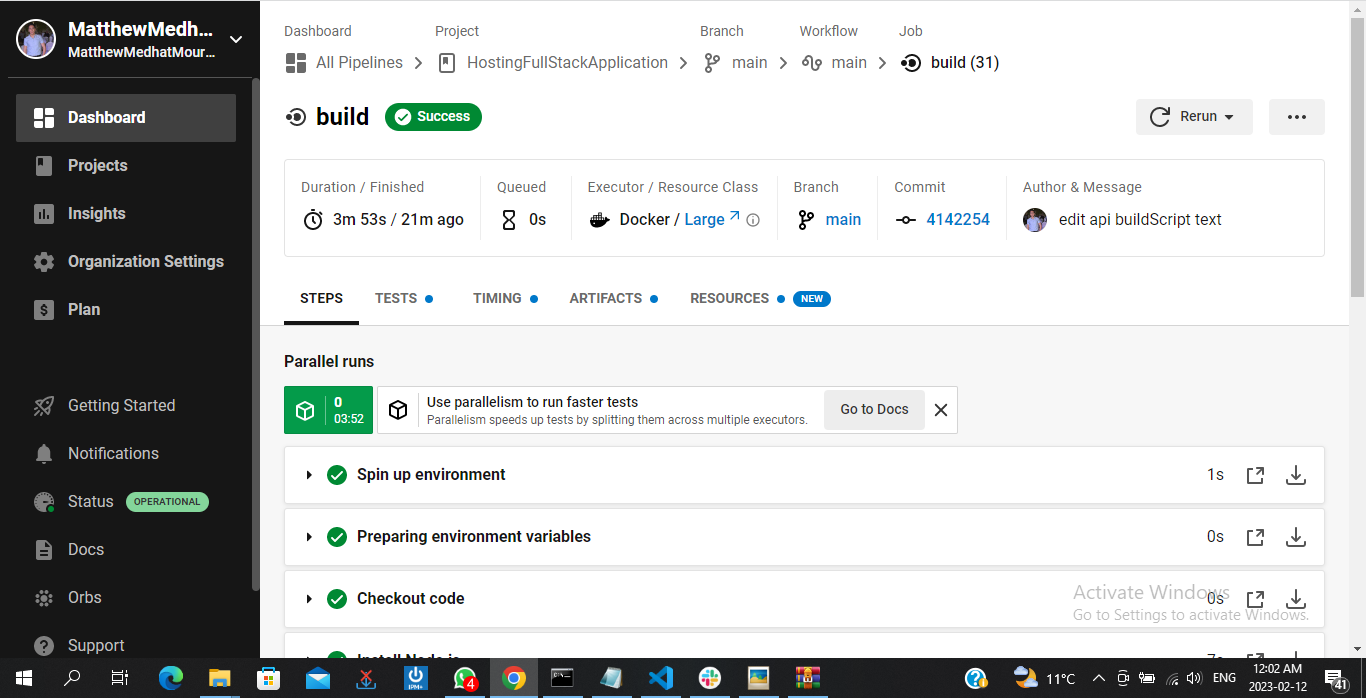 MatthewMedh...
MatthewMedhatMour...
Dashboard
Projects
Insights
Organization Settings
Plan
Getting Started
Notifications
Status OPERATIONAL
Docs
Orbs
Support
Dashboard Project Branch Workflow Job
All Pipelines HostingFullStackApplication main main build (31)
build Success Rerun
Duration / Finished Queued Executor / Resource Class Branch Commit Author & Message
3m 53s / 21m ago 0s Docker / Large main 4142254 edit api buildScript text
STEPS TESTS TIMING ARTIFACTS RESOURCES NEW
Parallel runs
0
03:52
Use parallelism to run faster tests
Parallelism speeds up tests by splitting them across multiple executors.
Go to Docs
Spin up environment 1s
Preparing environment variables 0s
Checkout code 0s
Install Node.js 7s
Activate Windows
Go to Settings to activate Windows.
4
11°C
ENG
12:02 AM
2023-02-12
41